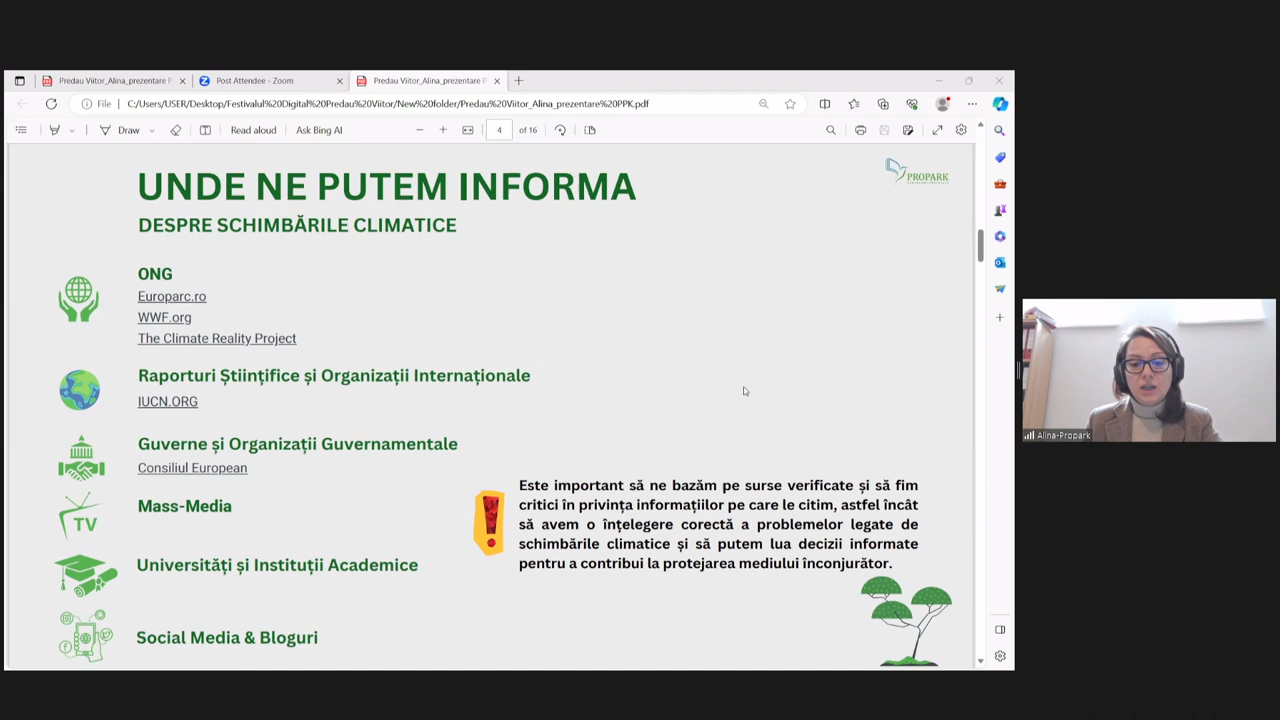 Predau Viitor_Alina_prezentare P
Post Attendee - Zoom
Predau Viitor_Alina_prezentare P
File
C:/Users/USER/Desktop/Festivalul%20Digital%20Predau%20Viitor/New%20folder/Predau%20Viitor_Alina_prezentare%20PPK.pdf
Draw
Read aloud
Ask Bing AI
4
of 16
UNDE NE PUTEM INFORMA
DESPRE SCHIMBĂRILE CLIMATICE
PROPARK
ONG
Europarc.ro
WWF.org
The Climate Reality Project
Raporturi Științifice și Organizații Internaționale
IUCN.ORG
Guverne și Organizații Guvernamentale
Consiliul European
TV
Mass-Media
Universități și Instituții Academice
Social Media & Bloguri
Este important să ne bazăm pe surse verificate și să fim
critici în privința informațiilor pe care le citim, astfel încât
să avem o înțelegere corectă a problemelor legate de
schimbările climatice și să putem lua decizii informate
pentru a contribui la protejarea mediului înconjurător.
Alina-Propark